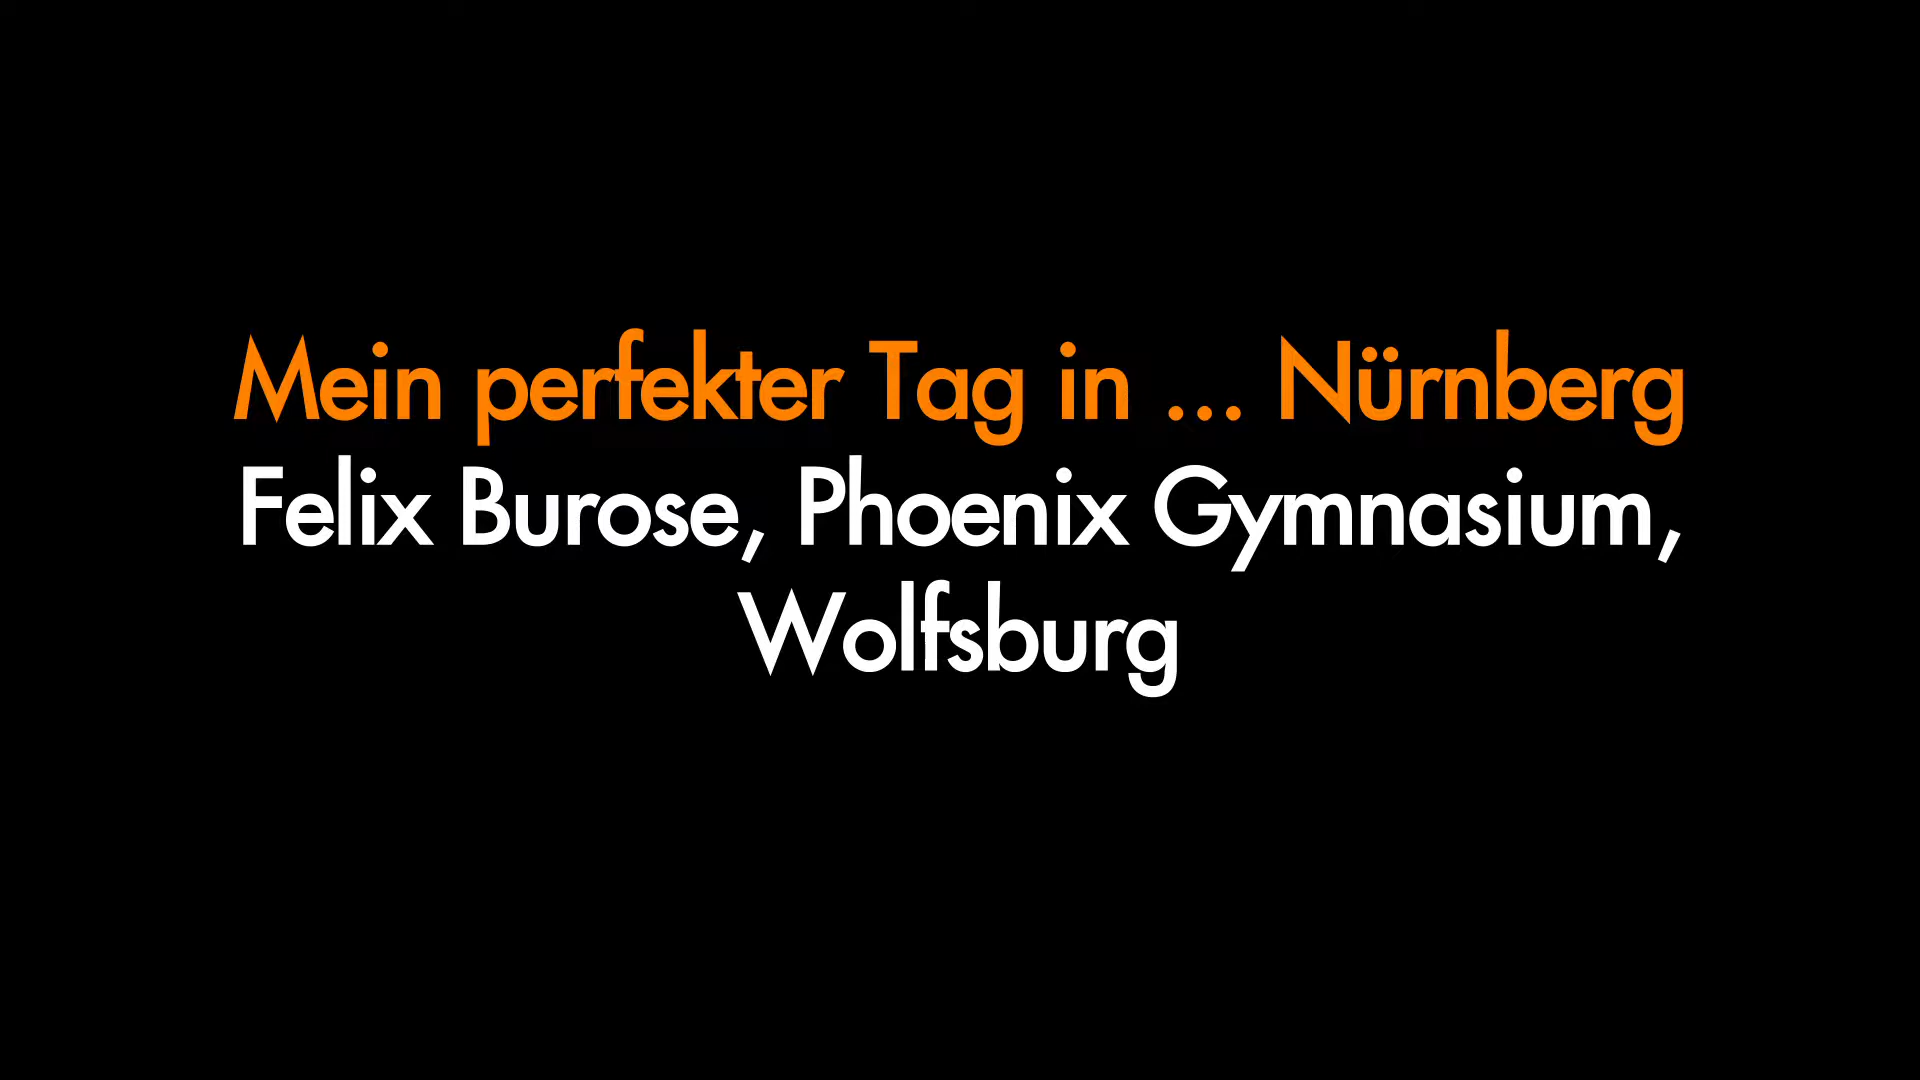 Mein perfekter Tag in ... Nürnberg
Felix Burose, Phoenix Gymnasium,
Wolfsburg